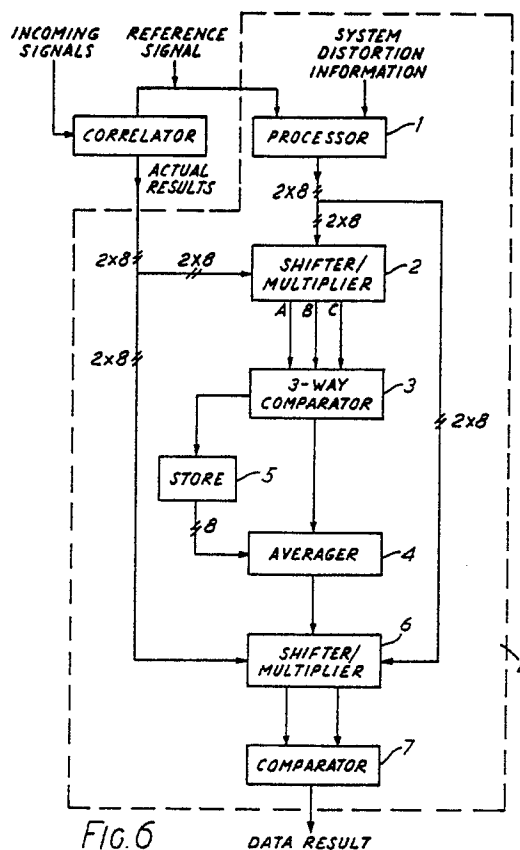 INCOMING
SIGNALS
REFERENCE
SIGNAL
SYSTEM
DISTORTION
INFORMATION
CORRELATOR
PROCESSOR
1
ACTUAL
RESULTS
2x8
2x8
2x8
2x8
SHIFTER/
MULTIPLIER
2
A B C
2x8
3-WAY
COMPARATOR
3
2x8
STORE
5
8
AVERAGER
4
6
SHIFTER/
MULTIPLIER
7
COMPARATOR
FIG.6
DATA RESULT